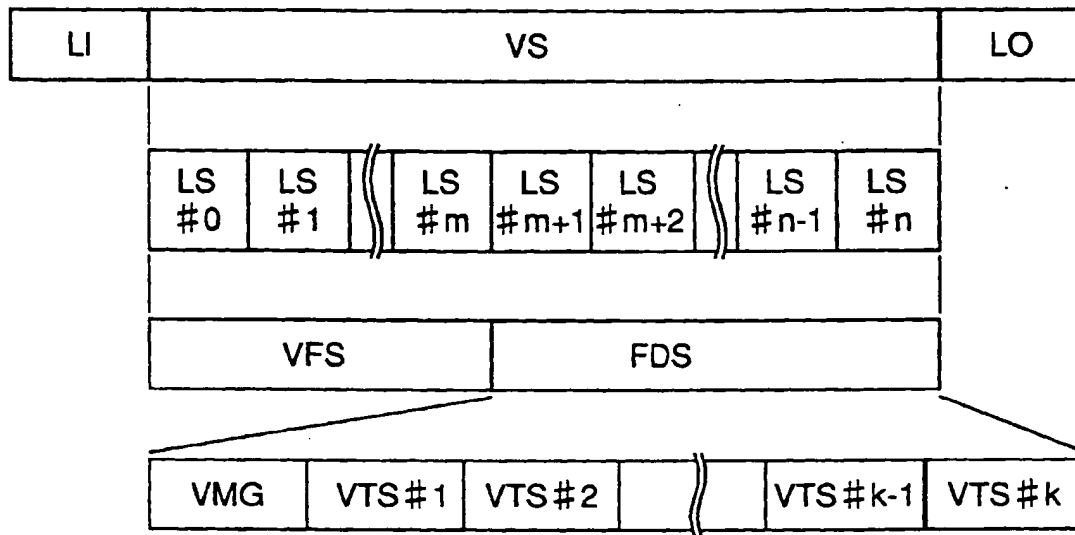 LI VS LO
LS LS LS LS LS LS LS
#0 #1 #m #m+1 #m+2 #n-1 #n
VFS FDS
VMG VTS#1 VTS#2 VTS#k-1 VTS#k